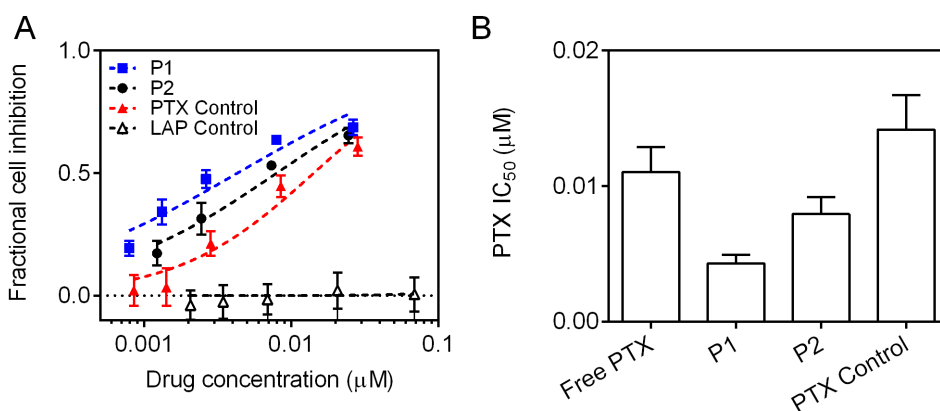 A
Fractional cell inhibition
1.0
0.5
0.0
P1
P2
PTX Control
LAP Control
0.001
0.01
0.1
Drug concentration (μM)
B
PTX IC50 (μM)
0.02
0.01
0.00
Free PTX
P1
P2
PTX Control